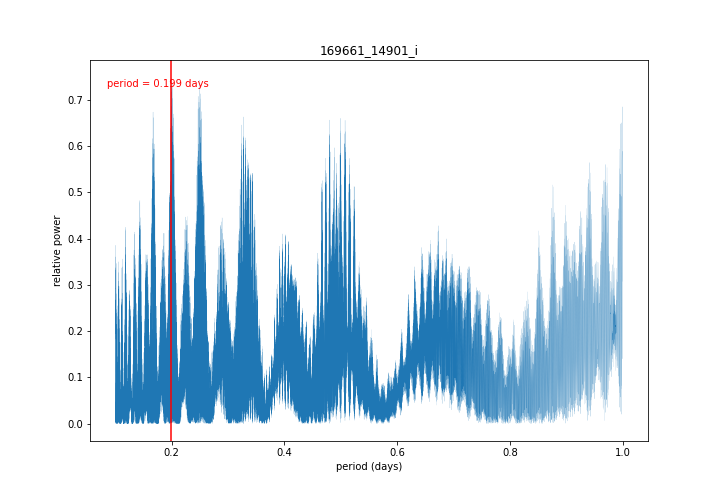 169661_14901_i
period = 0.199 days
0.7
0.6
0.5
0.4
0.3
0.2
0.1
0.0
relative power
0.2 0.4 0.6 0.8 1.0
period (days)